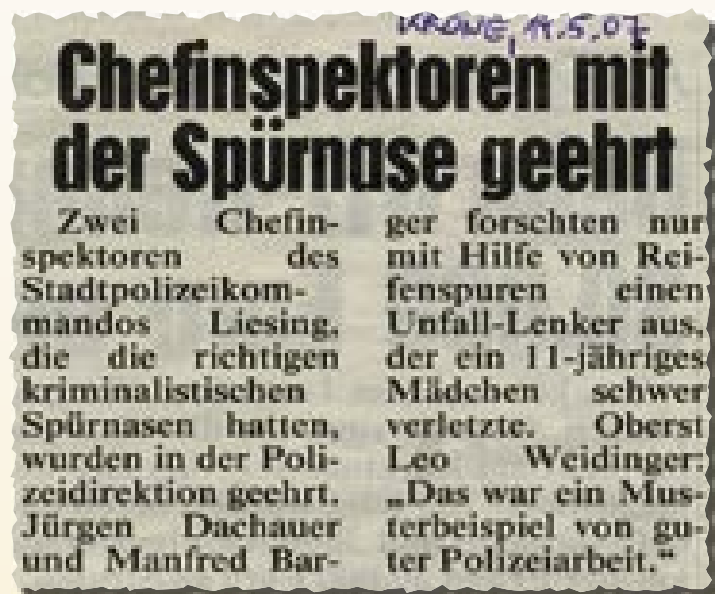 KRONE, 19.5.07
Chefinspektoren mit
der Spürnase geehrt
Zwei Chefin-
spektoren des
Stadtpolizeikom-
mandos Liesing,
die die richtigen
kriminalistischen
Spürnasen hatten,
wurden in der Poli-
zeidirektion geehrt.
Jürgen Dachauer
und Manfred Bar-
ger forschten nur
mit Hilfe von Rei-
fenspuren einen
Unfall-Lenker aus,
der ein 11-jähriges
Mädchen schwer
verletzte. Oberst
Leo Weidinger:
„Das war ein Mus-
terbeispiel von gu-
ter Polizeiarbeit.“